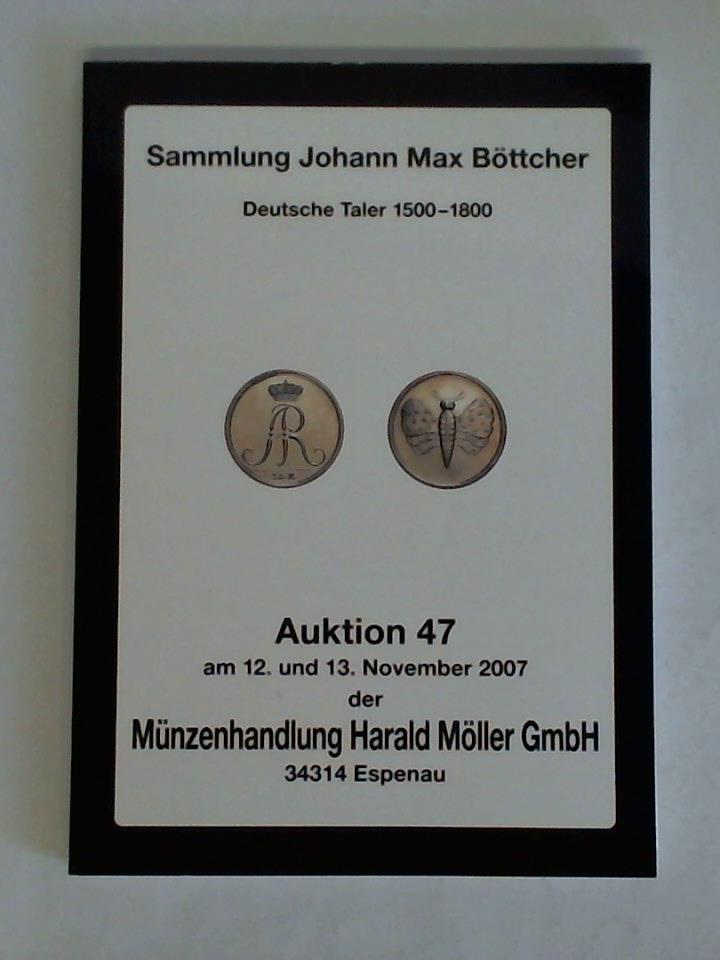 Sammlung Johann Max Böttcher
Deutsche Taler 1500–1800
AR
Auktion 47
am 12. und 13. November 2007
der
Münzenhandlung Harald Möller GmbH
34314 Espenau